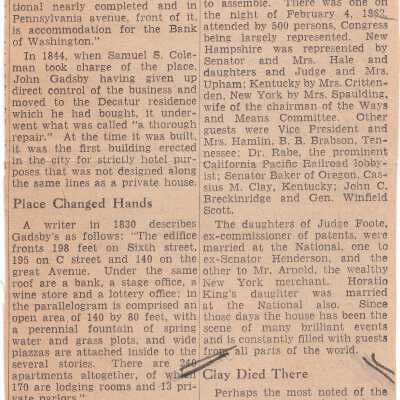 tional nearly completed and in
Pennsylvania avenue, front of it,
is accommodation for the Bank
of Washington."
In 1844, when Samuel S. Cole-
man took charge of the place,
John Gadsby having given up
direct control of the business and
moved to the Decatur residence
which he had bought, it under-
went what was called "a thorough
repair." At the time it was built,
it was the first building erected
in the city for strictly hotel pur-
poses that was not designed along
the same lines as a private house.
Place Changed Hands
A writer in 1830 describes
Gadsby's as follows: "The edifice
fronts 198 feet on Sixth street,
195 on C street and 140 on the
great Avenue. Under the same
roof are a bank, a stage office, a
wine store and a lottery office; in
the parallelogram is comprised an
open area of 140 by 80 feet, with
a perennial fountain of spring
water and grass plots, and wide
piazzas are attached inside to the
several stories. There are
apartments altogether, of which
170 are lodging rooms and 13 pri-
vate parlors."
to assemble. There was one on
the night of February 4,
attended by 500 persons, Congress
being largely represented. New
Hampshire was represented by
Senator and Mrs. Hale and
daughters and Judge and Mrs.
Upham; Kentucky by Mrs. Critten-
den, New York by Mrs. Spaulding,
wife of the chairman of the Ways
and Means Committee. Other
guests were Vice President and
Mrs. Hamlin, B. B. Brabson, Ten-
nessee; Dr. Rabe, the prominent
California Pacific Railroad lobby-
ist; Senator Baker of Oregon, Cas-
sius M. Clay, Kentucky; John C.
Breckinridge and Gen. Winfield
Scott.
The daughters of Judge Foote,
ex-commissioner of patents, were
married at the National, one to
ex-Senator Henderson, and the
other to Mr. Arnold, the wealthy
New York merchant. Horatio
King's daughter was married
at the National also. Since
those days the house has been the
scene of many brilliant events
and is constantly filled with guests
from all parts of the world.
Clay Died There
Perhaps the most noted of the